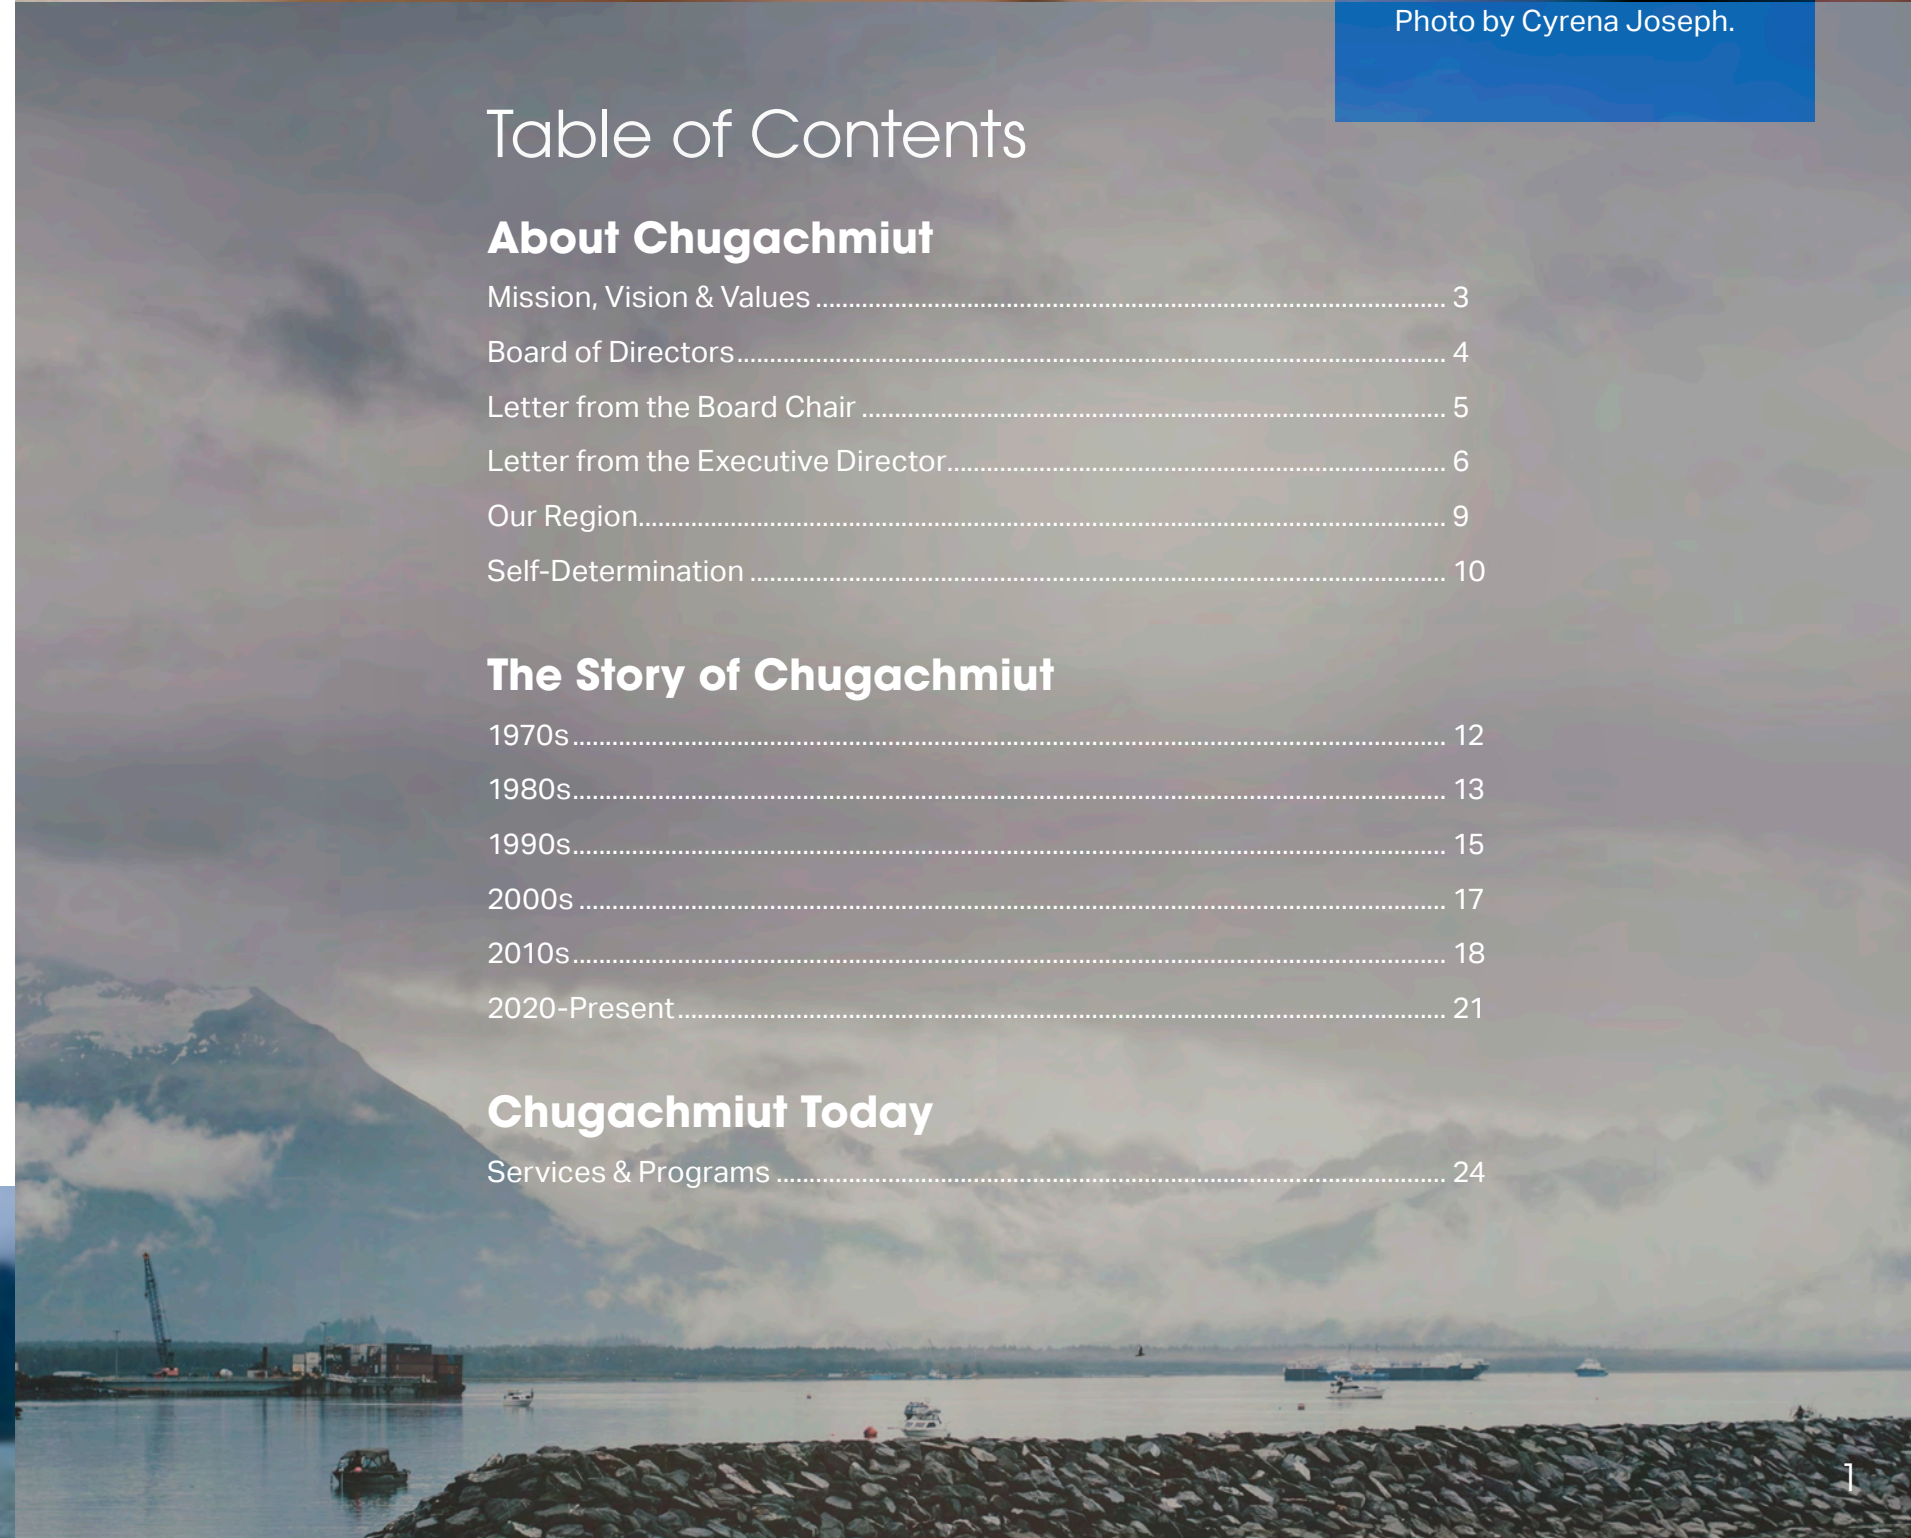 Photo by Cyrena Joseph.
Table of Contents
About Chugachmiut
Mission, Vision & Values 3
Board of Directors 4
Letter from the Board Chair 5
Letter from the Executive Director 6
Our Region 9
Self-Determination 10
The Story of Chugachmiut
1970s 12
1980s 13
1990s 15
2000s 17
2010s 18
2020-Present 21
Chugachmiut Today
Services & Programs 24
1